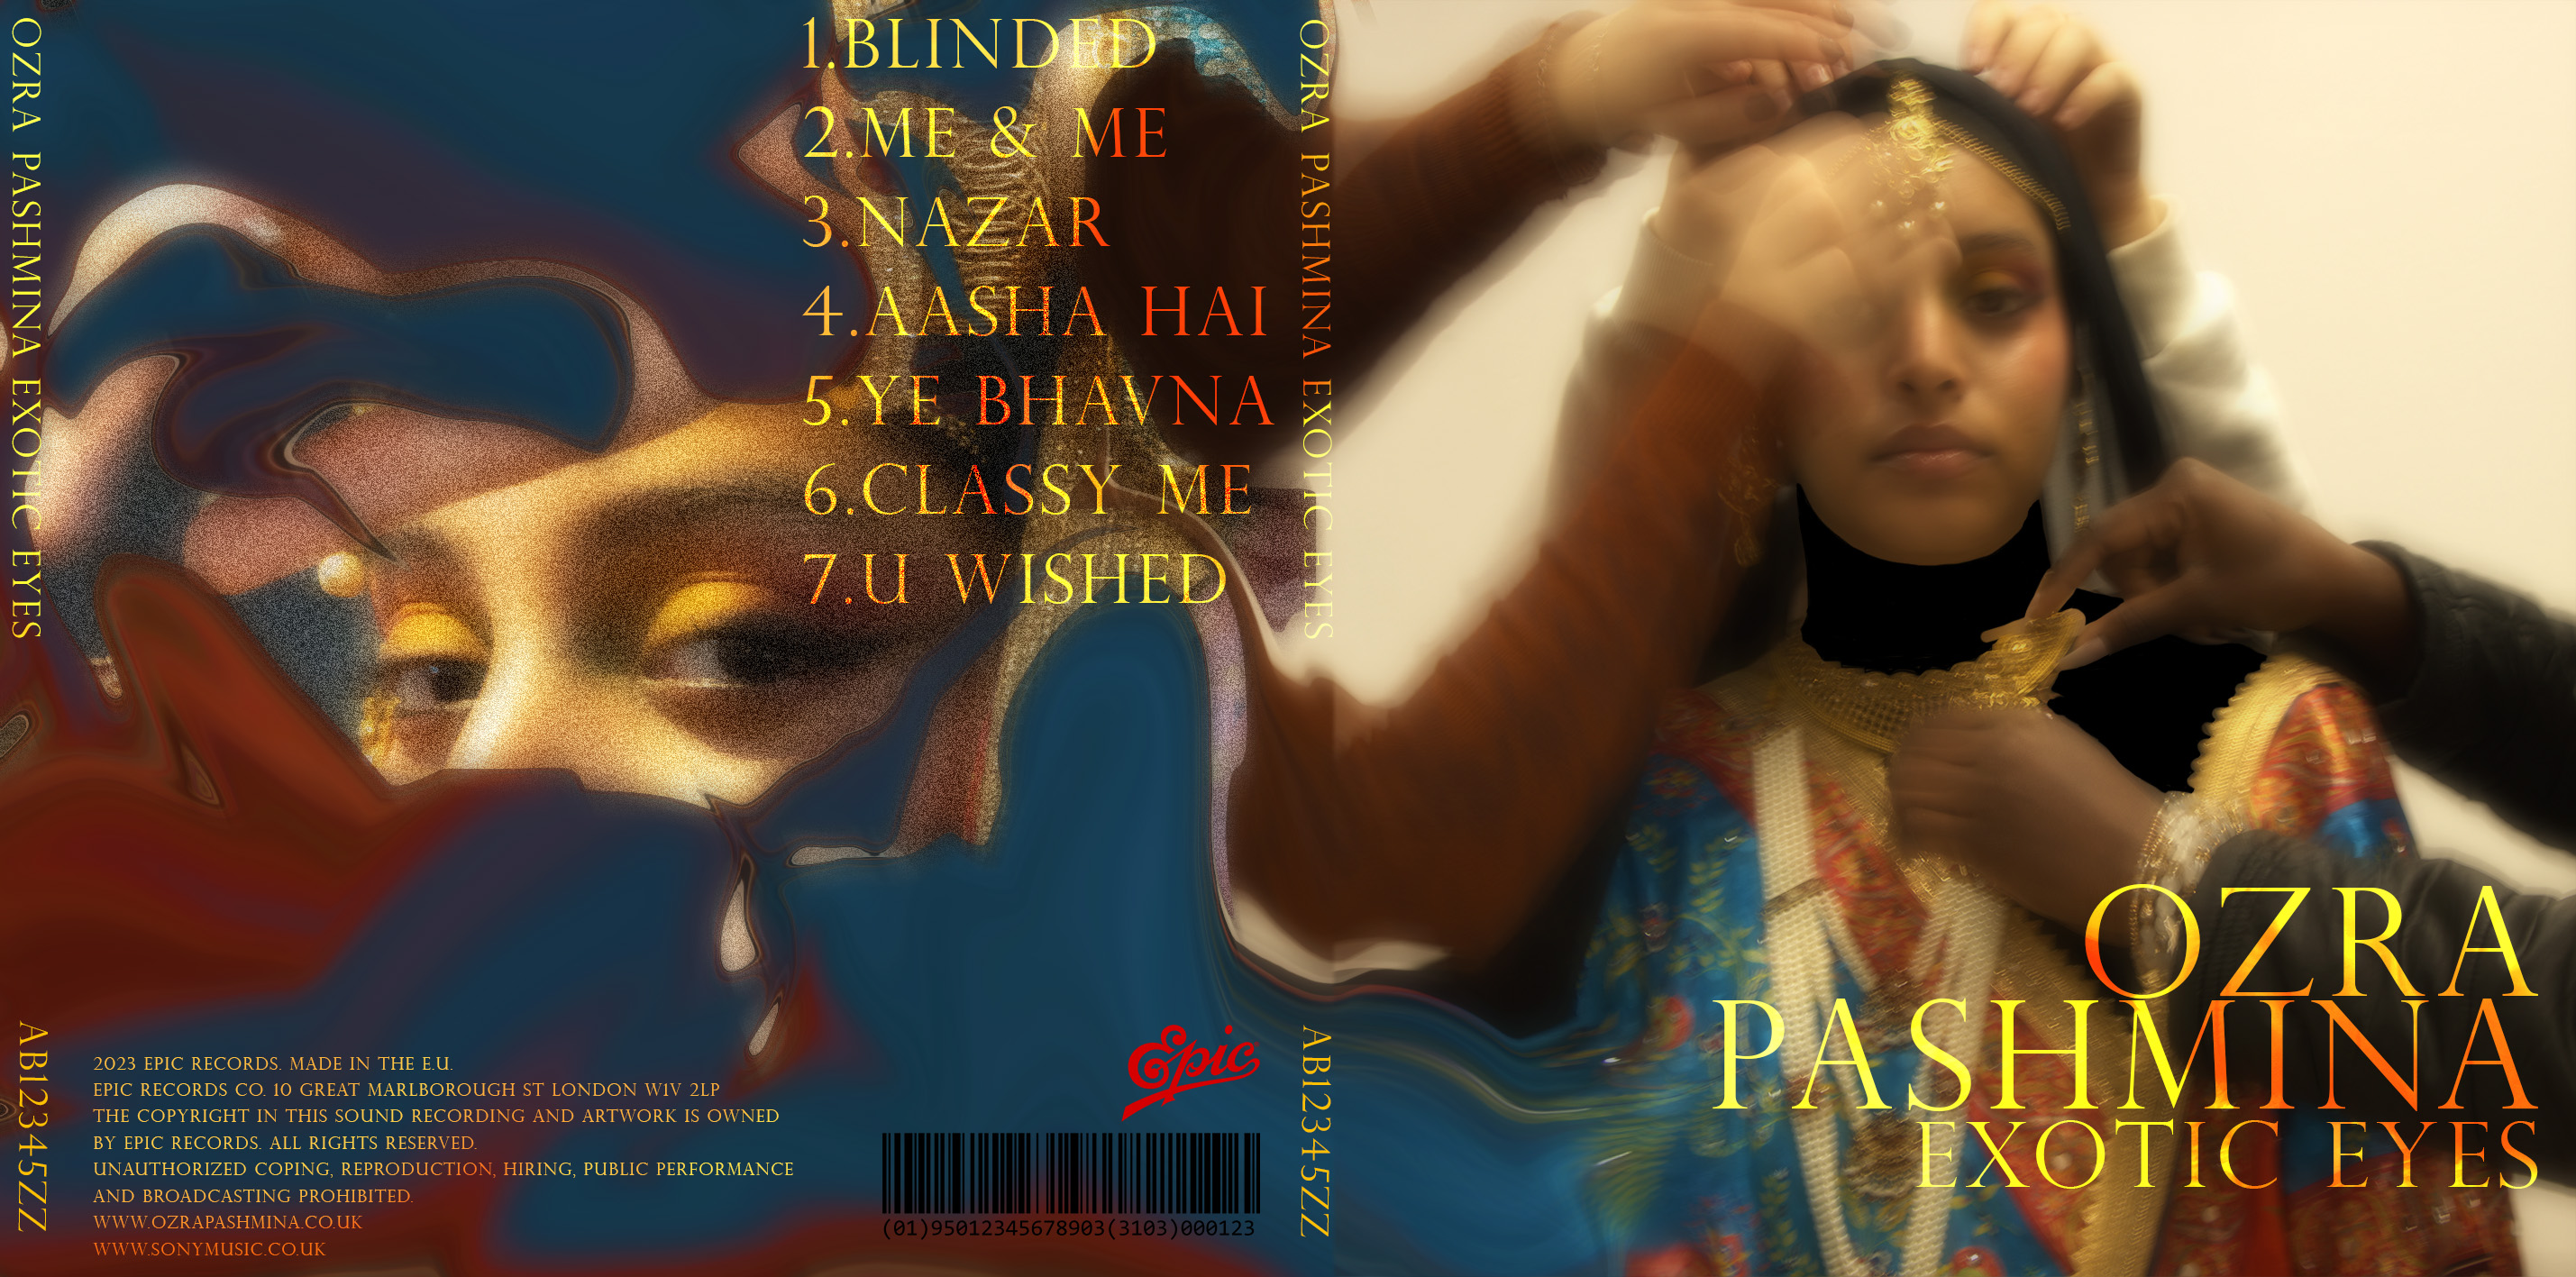 OZRA PASHMINA EXOTIC EYES
AB12345ZZ
1.BLINDED
2.ME & ME
3.NAZAR
4.AASHA HAI
5.YE BHAVNA
6.CLASSY ME
7.U WISHED
2023 EPIC RECORDS. MADE IN THE E.U.
EPIC RECORDS CO. 10 GREAT MARLBOROUGH ST LONDON W1V 2LP
THE COPYRIGHT IN THIS SOUND RECORDING AND ARTWORK IS OWNED
BY EPIC RECORDS. ALL RIGHTS RESERVED.
UNAUTHORIZED COPING, REPRODUCTION, HIRING, PUBLIC PERFORMANCE
AND BROADCASTING PROHIBITED.
WWW.OZRAPASHMINA.CO.UK
WWW.SONYMUSIC.CO.UK
Epic
(01)95012345678903(3103)000123
OZRA PASHMINA EXOTIC EYES
AB12345ZZ
OZRA
PASHMINA
EXOTIC EYES